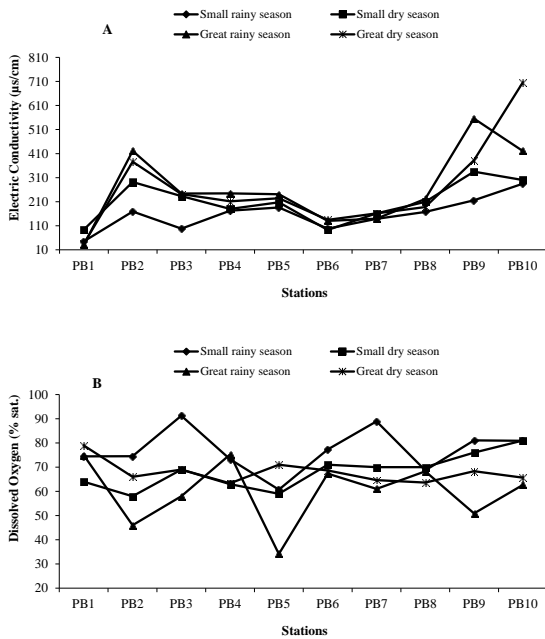 Small rainy season Small dry season
Great rainy season Great dry season
A
Electric Conductivity (µs/cm)
810
710
610
510
410
310
210
110
10
PB1 PB2 PB3 PB4 PB5 PB6 PB7 PB8 PB9 PB10
Stations
Small rainy season Small dry season
Great rainy season Great dry season
B
Dissolved Oxygen (% sat.)
100
90
80
70
60
50
40
30
20
PB1 PB2 PB3 PB4 PB5 PB6 PB7 PB8 PB9 PB10
Stations